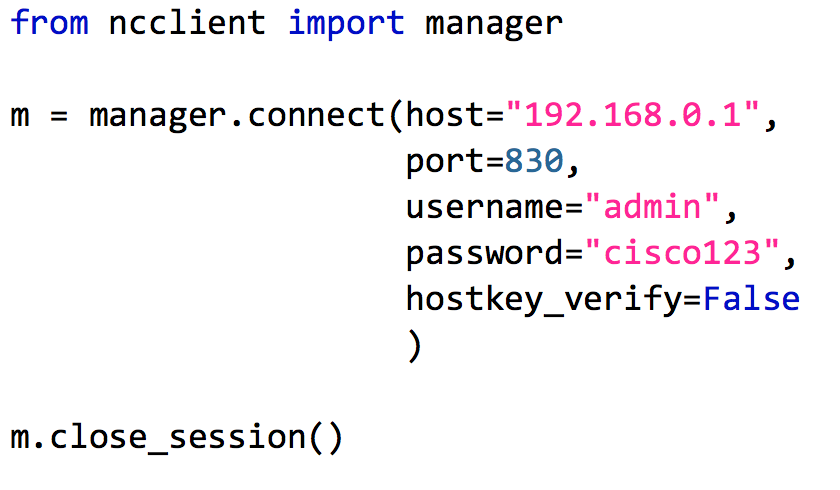 from ncclient import manager
m = manager.connect(host="192.168.0.1",
port=830,
username="admin",
password="cisco123",
hostkey_verify=False
)
m.close_session()